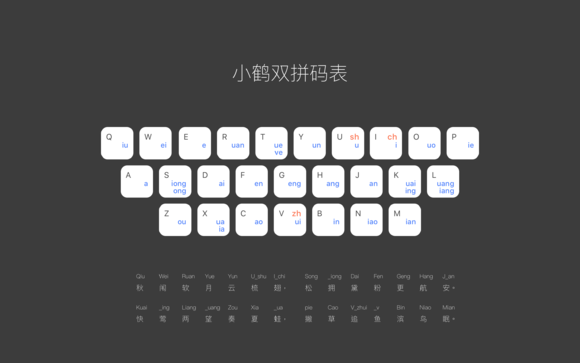 小鹤双拼码表
Q iu W ei E e R uan T ue ve Y un U sh u I ch i O uo P ie
A a S iong ong D ai F en G eng H ang J an K uai ing L uang iang
Z ou X ua ia C ao V zh ui B in N iao M ian
Qiu Wei Ruan Yue Yun U_shu I_chi Song _iong Dai Fen Geng Hang J_an
秋 闱 软 月 云 梳 翅。 松 拥 黛 粉 更 航 安。
Kuai _ing Liang _uang Zou Xia _ua pie Cao V_zhui _v Bin Niao Mian
快 莺 两 望 奏 夏 蛙。 撇 草 追 鱼 滨 鸟 眠。